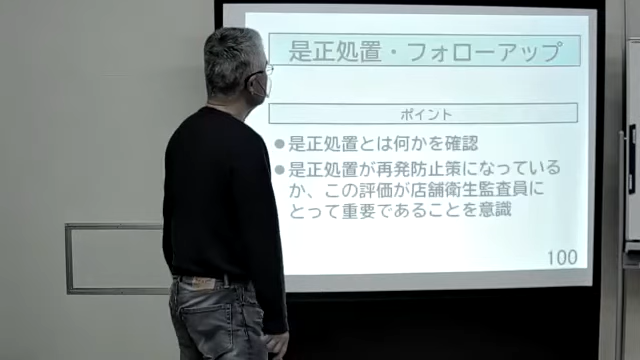 是正処置・フォローアップ
ポイント
●是正処置とは何かを確認
●是正処置が再発防止策になっている
か、この評価が店舗衛生監査員に
とって重要であることを意識
100